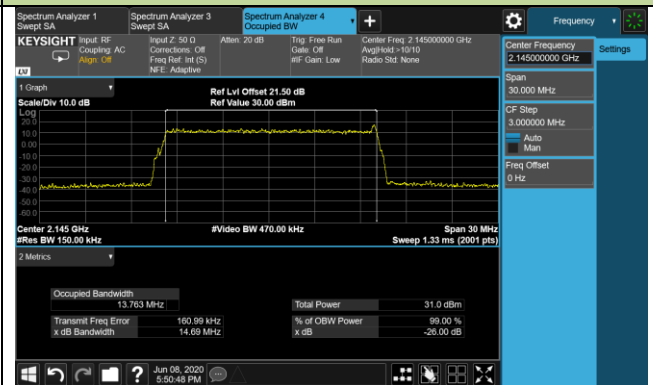 Spectrum Analyzer 1
Swept SA
Spectrum Analyzer 3
Swept SA
Spectrum Analyzer 4
Occupied BW
+
Frequency
KEYSIGHT
Input: RF
Coupling: AC
Align: Off
Input Z: 50 Ω
Corrections: Off
Freq Ref: Int (S)
NFE: Adaptive
Atten: 20 dB
Trig: Free Run
Gate: Off
#IF Gain: Low
Center Freq: 2.145000000 GHz
Avg|Hold:>10/10
Radio Std: None
LXI
Center Frequency
2.145000000 GHz
Settings
Span
30.000 MHz
CF Step
3.000000 MHz
Auto
Man
Freq Offset
0 Hz
1 Graph
Scale/Div 10.0 dB
Ref Lvl Offset 21.50 dB
Ref Value 30.00 dBm
Log
20.0
10.0
0.00
-10.0
-20.0
-30.0
-40.0
-50.0
-60.0
Center 2.145 GHz
#Res BW 150.00 kHz
#Video BW 470.00 kHz
Span 30 MHz
Sweep 1.33 ms (2001 pts)
2 Metrics
Occupied Bandwidth
13.763 MHz
Total Power
31.0 dBm
Transmit Freq Error
160.99 kHz
% of OBW Power
99.00 %
x dB Bandwidth
14.69 MHz
x dB
-26.00 dB
?
Jun 08, 2020
5:50:48 PM